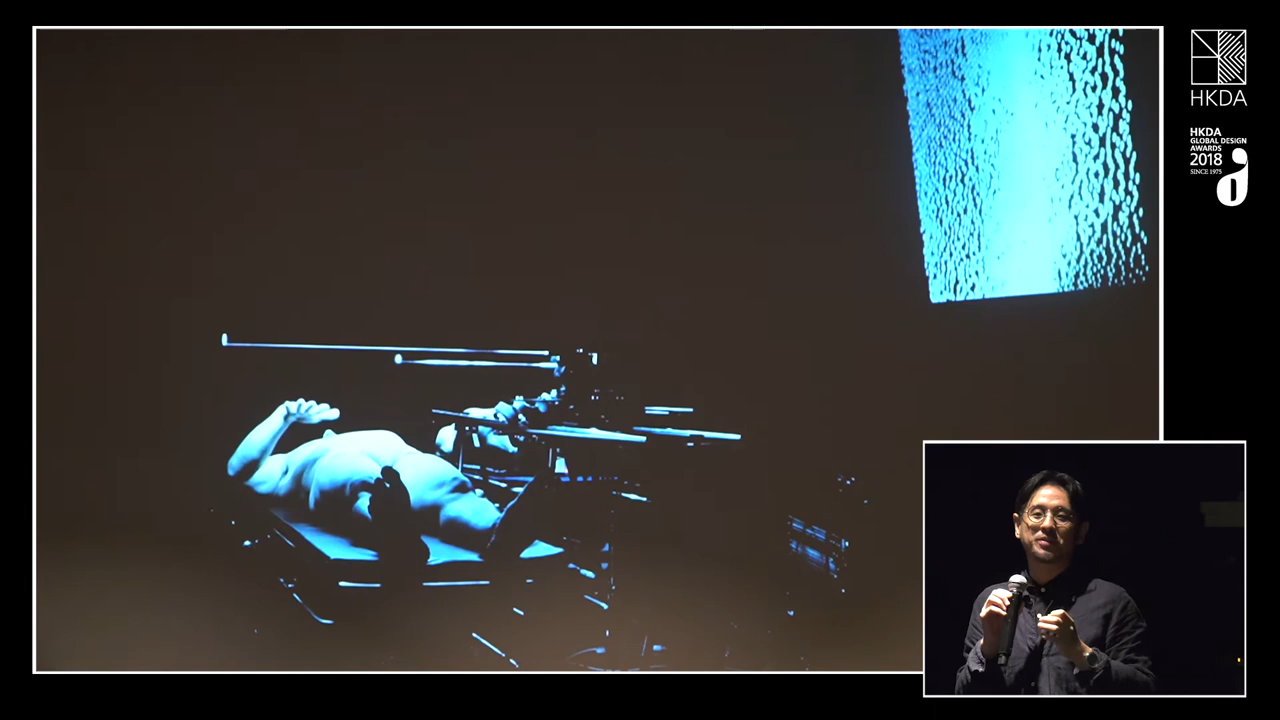 HKDA
HKDA
GLOBAL DESIGN
AWARDS
2018
SINCE 1975